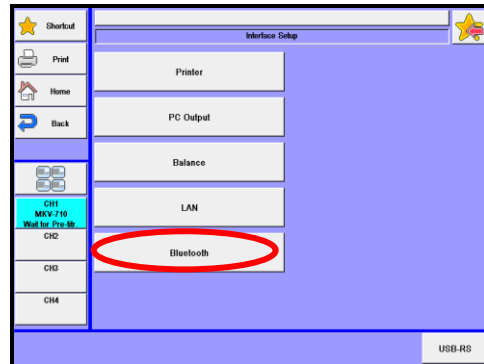 Shortcut
Interface Setup
Print
Printer
Home
PC Output
Back
Balance
LAN
CH1
MKV-710
Wait for Pre-titr.
CH2
Bluetooth
CH3
CH4
USB-RS